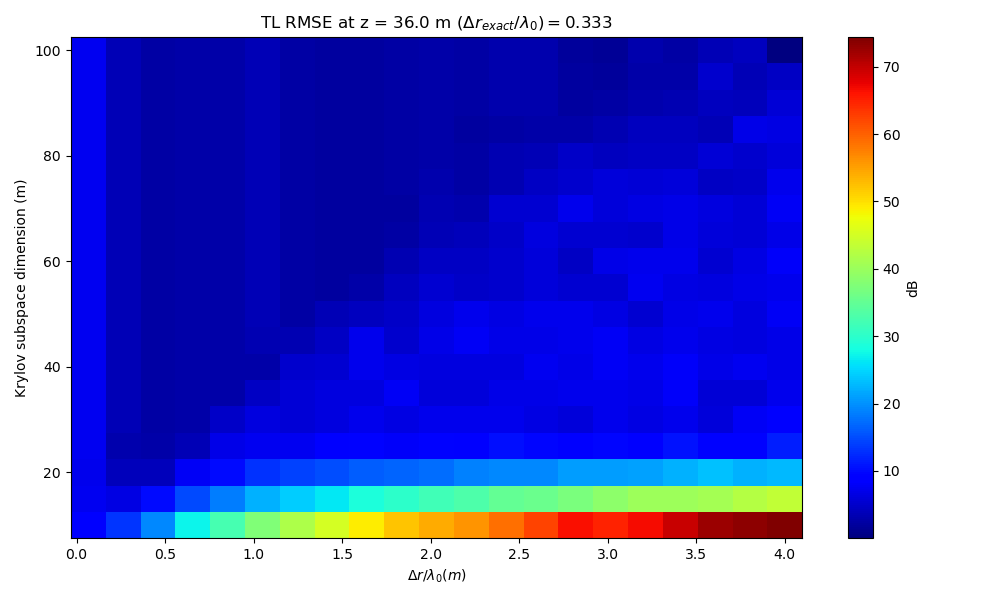 TL RMSE at z = 36.0 m (Δr_exact/λ₀) = 0.333
Krylov subspace dimension (m)
100
80
60
40
20
0.0 0.5 1.0 1.5 2.0 2.5 3.0 3.5 4.0
Δr/λ₀(m)
70
60
50
40
30
20
10
dB